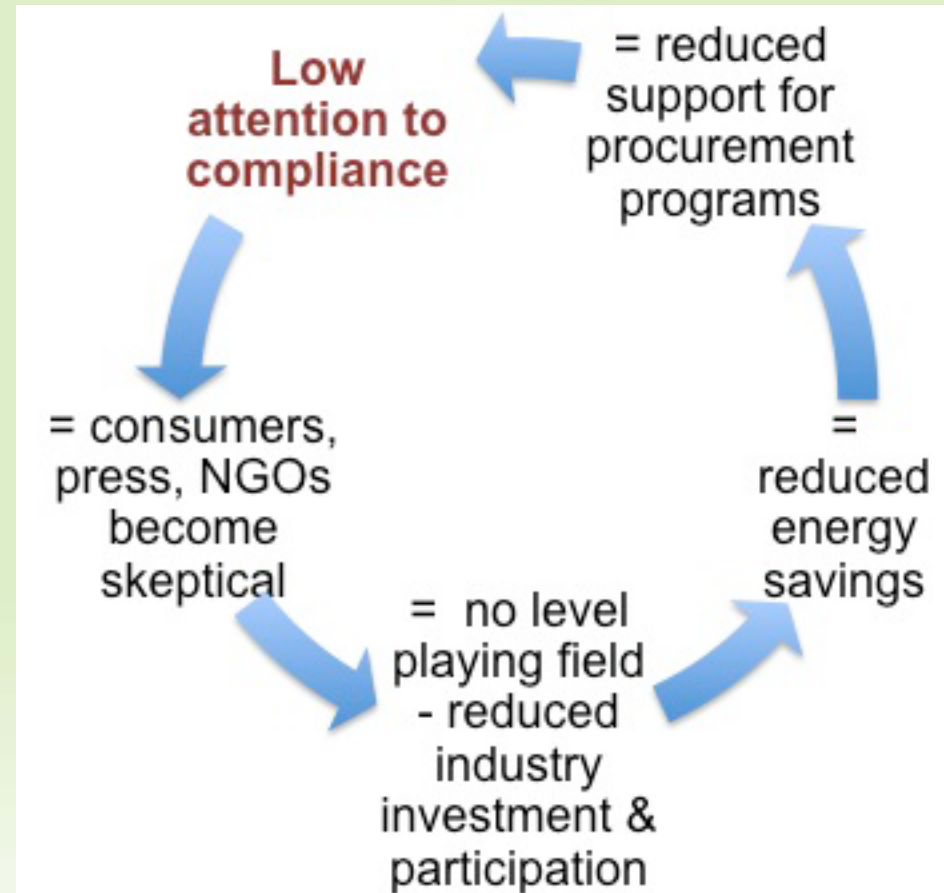 Low
attention to
compliance
= consumers,
press, NGOs
become
skeptical
= no level
playing field
- reduced
industry
investment &
participation
=
reduced
energy
savings
= reduced
support for
procurement
programs